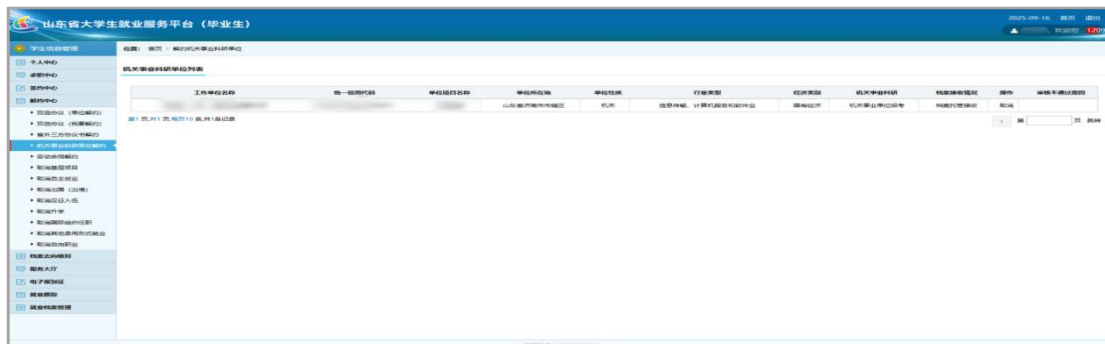 山东省大学生就业服务平台（毕业生）
2025-09-16 首页 退出
欢迎您 1209
学生信息管理
位置： 首页 › 解约机关事业科研单位
个人中心
求职中心
签约中心
解约中心
双选协议（单位解约）
双选协议（我要解约）
省外三方协议书解约
机关事业科研单位解约
劳动合同解约
取消基层项目
取消自主创业
取消出国（出境）
取消应征入伍
取消升学
取消国际组织任职
取消其他录用形式就业
取消自由职业
档案去向核对
服务大厅
电子报到证
就业跟踪
就业档案管理
机关事业科研单位列表
工作单位名称 统一信用代码 单位项目名称 单位所在地 单位性质 行业类型 经济类型 机关事业科研 档案接收情况 操作 审核不通过原因
山东省济南市市辖区 机关 信息传输、计算机服务和软件业 国有经济 机关事业单位招考 档案托管接收 取消
第1 页,共1 页,每页10 条,共1条记录
1 第 页 跳转